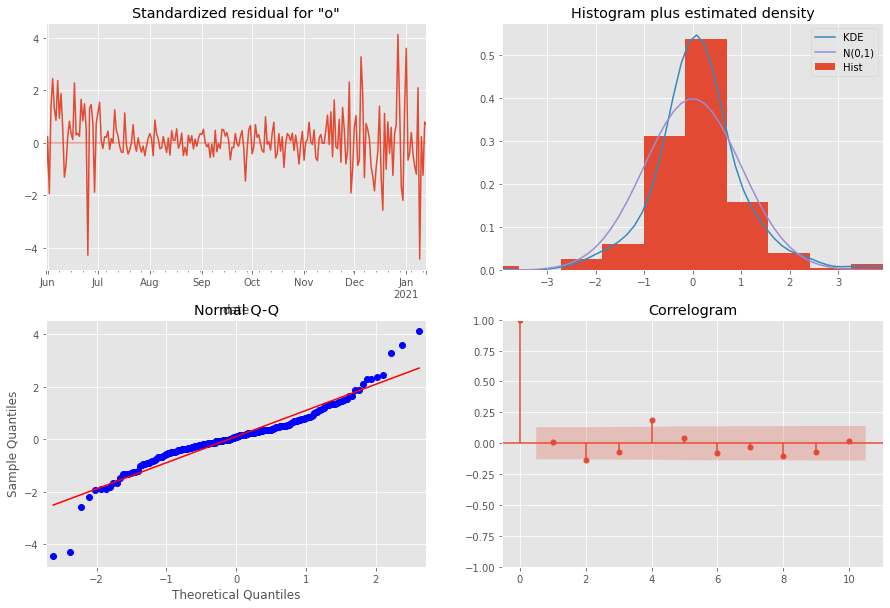 Standardized residual for "o"
4
2
0
−2
−4
Jun Jul Aug Sep Oct Nov Dec Jan
2021
date
Histogram plus estimated density
KDE
N(0,1)
Hist
0.5
0.4
0.3
0.2
0.1
0.0
−3 −2 −1 0 1 2 3
Normal Q-Q
Sample Quantiles
4
2
0
−2
−4
−2 −1 0 1 2
Theoretical Quantiles
Correlogram
1.00
0.75
0.50
0.25
0.00
−0.25
−0.50
−0.75
−1.00
0 2 4 6 8 10